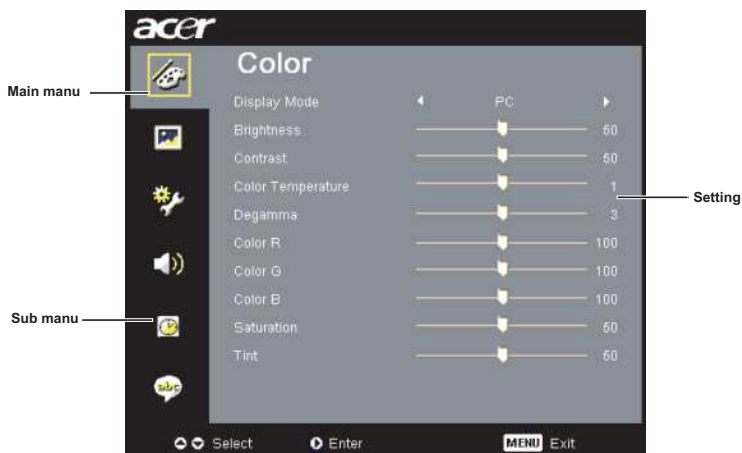 acer
Color
Main manu
Display Mode PC
Brightness 50
Contrast 50
Color Temperature 1
Setting
Degamma 3
Color R 100
Color G 100
Color B 100
Sub manu
Saturation 50
Tint 50
abc
Select Enter MENU Exit